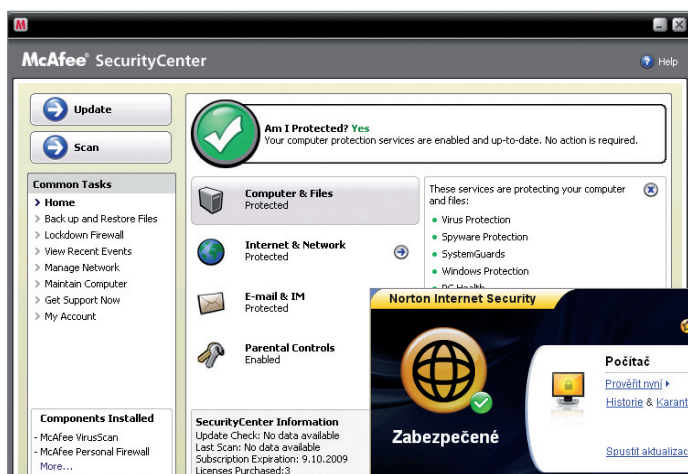 McAfee® SecurityCenter
Help
Update
Scan
Common Tasks
Home
Back up and Restore Files
Lockdown Firewall
View Recent Events
Manage Network
Maintain Computer
Get Support Now
My Account
Components Installed
- McAfee VirusScan
- McAfee Personal Firewall
More...
Am I Protected? Yes
Your computer protection services are enabled and up-to-date. No action is required.
Computer & Files
Protected
Internet & Network
Protected
E-mail & IM
Protected
Parental Controls
Enabled
SecurityCenter Information
Update Check: No data available
Last Scan: No data available
Subscription Expiration: 9.10.2009
Licenses Purchased:3
These services are protecting your computer
and files:
Virus Protection
Spyware Protection
SystemGuards
Windows Protection
PC Health
Norton Internet Security
Zabezpečené
Počítač
Prověřit nyní
Historie & Karant
Spustit aktualizac